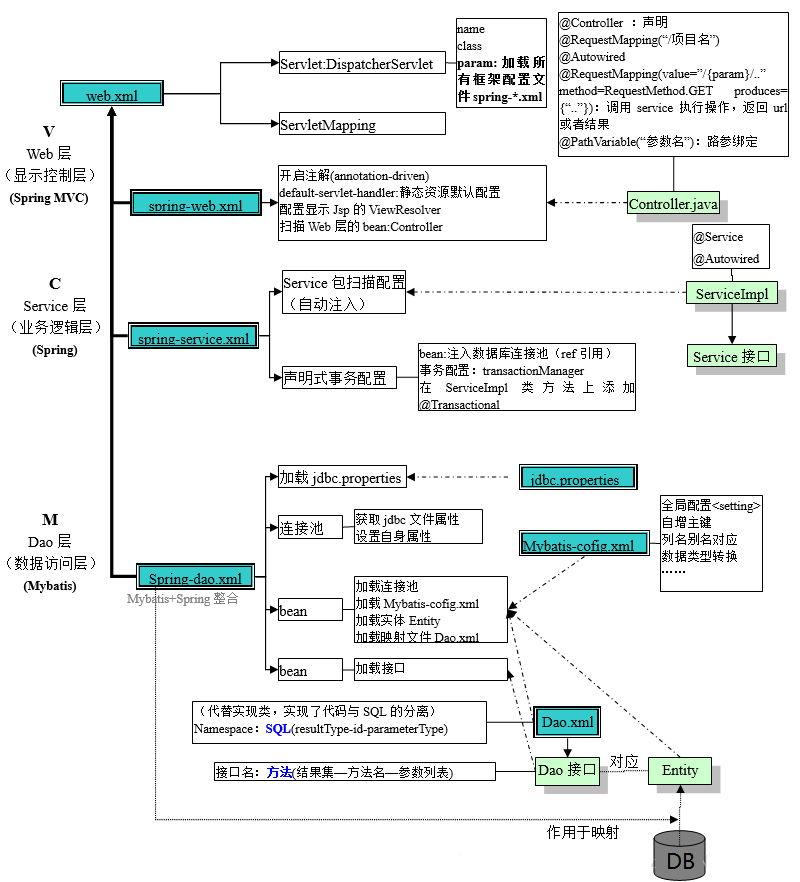 @Controller ：声明
@RequestMapping(“/项目名”)
@Autowired
@RequestMapping(value=”/{param}/..”
method=RequestMethod.GET produces=
{“..”})：调用 service 执行操作，返回 url
或者结果
@PathVariable(“参数名”)：路参绑定
name
class
param: 加载所
有框架配置文
件 spring-*.xml
Servlet:DispatcherServlet
web.xml
ServletMapping
V
Web 层
（显示控制层）
(Spring MVC)
spring-web.xml
开启注解(annotation-driven)
default-servlet-handler:静态资源默认配置
配置显示 Jsp 的 ViewResolver
扫描 Web 层的 bean:Controller
Controller.java
@Service
@Autowired
C
Service 层
（业务逻辑层）
(Spring)
Service 包扫描配置
（自动注入）
ServiceImpl
spring-service.xml
Service 接口
声明式事务配置
bean:注入数据库连接池（ref 引用）
事务配置：transactionManager
在 ServiceImpl 类方法上添加
@Transactional
加载 jdbc.properties
jdbc.properties
M
Dao 层
（数据访问层）
(Mybatis)
连接池
获取 jdbc 文件属性
设置自身属性
Mybatis-cofig.xml
全局配置<setting>
自增主键
列名别名对应
数据类型转换
……
Spring-dao.xml
Mybatis+Spring 整合
bean
加载连接池
加载 Mybatis-cofig.xml
加载实体 Entity
加载映射文件 Dao.xml
bean
加载接口
（代替实现类，实现了代码与 SQL 的分离）
Namespace：SQL(resultType-id-parameterType)
Dao.xml
接口名：方法(结果集—方法名—参数列表)
Dao 接口
对应
Entity
作用于映射
DB